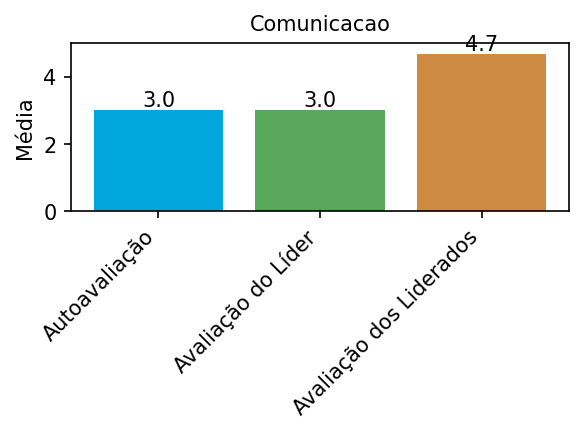 Comunicacao
Média
4
2
0
3.0
3.0
4.7
Autoavaliação
Avaliação do Líder
Avaliação dos Liderados